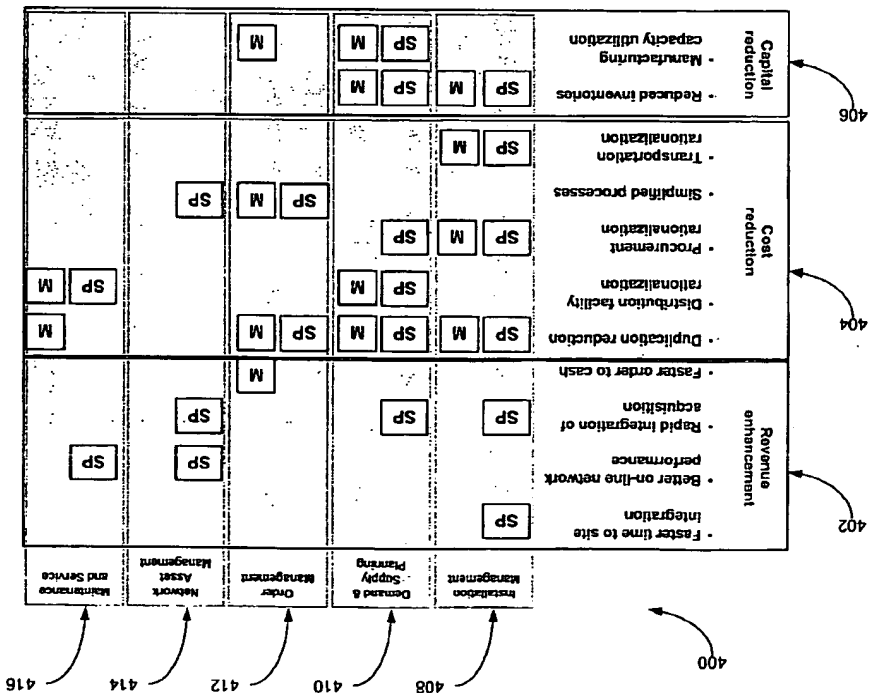 400
408
410
412
414
416
Installation
Management
Demand &
Supply
Planning
Order
Management
Network
Asset
Management
Maintenance
and Service
402
Revenue
enhancement
• Faster time to site
integration
SP
• Better on-line network
performance
SP SP
• Rapid integration of
acquisition
SP SP SP
• Faster order to cash
M
404
Cost
reduction
• Duplication reduction
SP M SP M SP M M
• Distribution facility
rationalization
SP M SP M
• Procurement
rationalization
SP M SP
• Simplified processes
SP M SP
• Transportation
rationalization
SP M
406
Capital
reduction
• Reduced inventories
SP M SP M
• Manufacturing
capacity utilization
SP M M